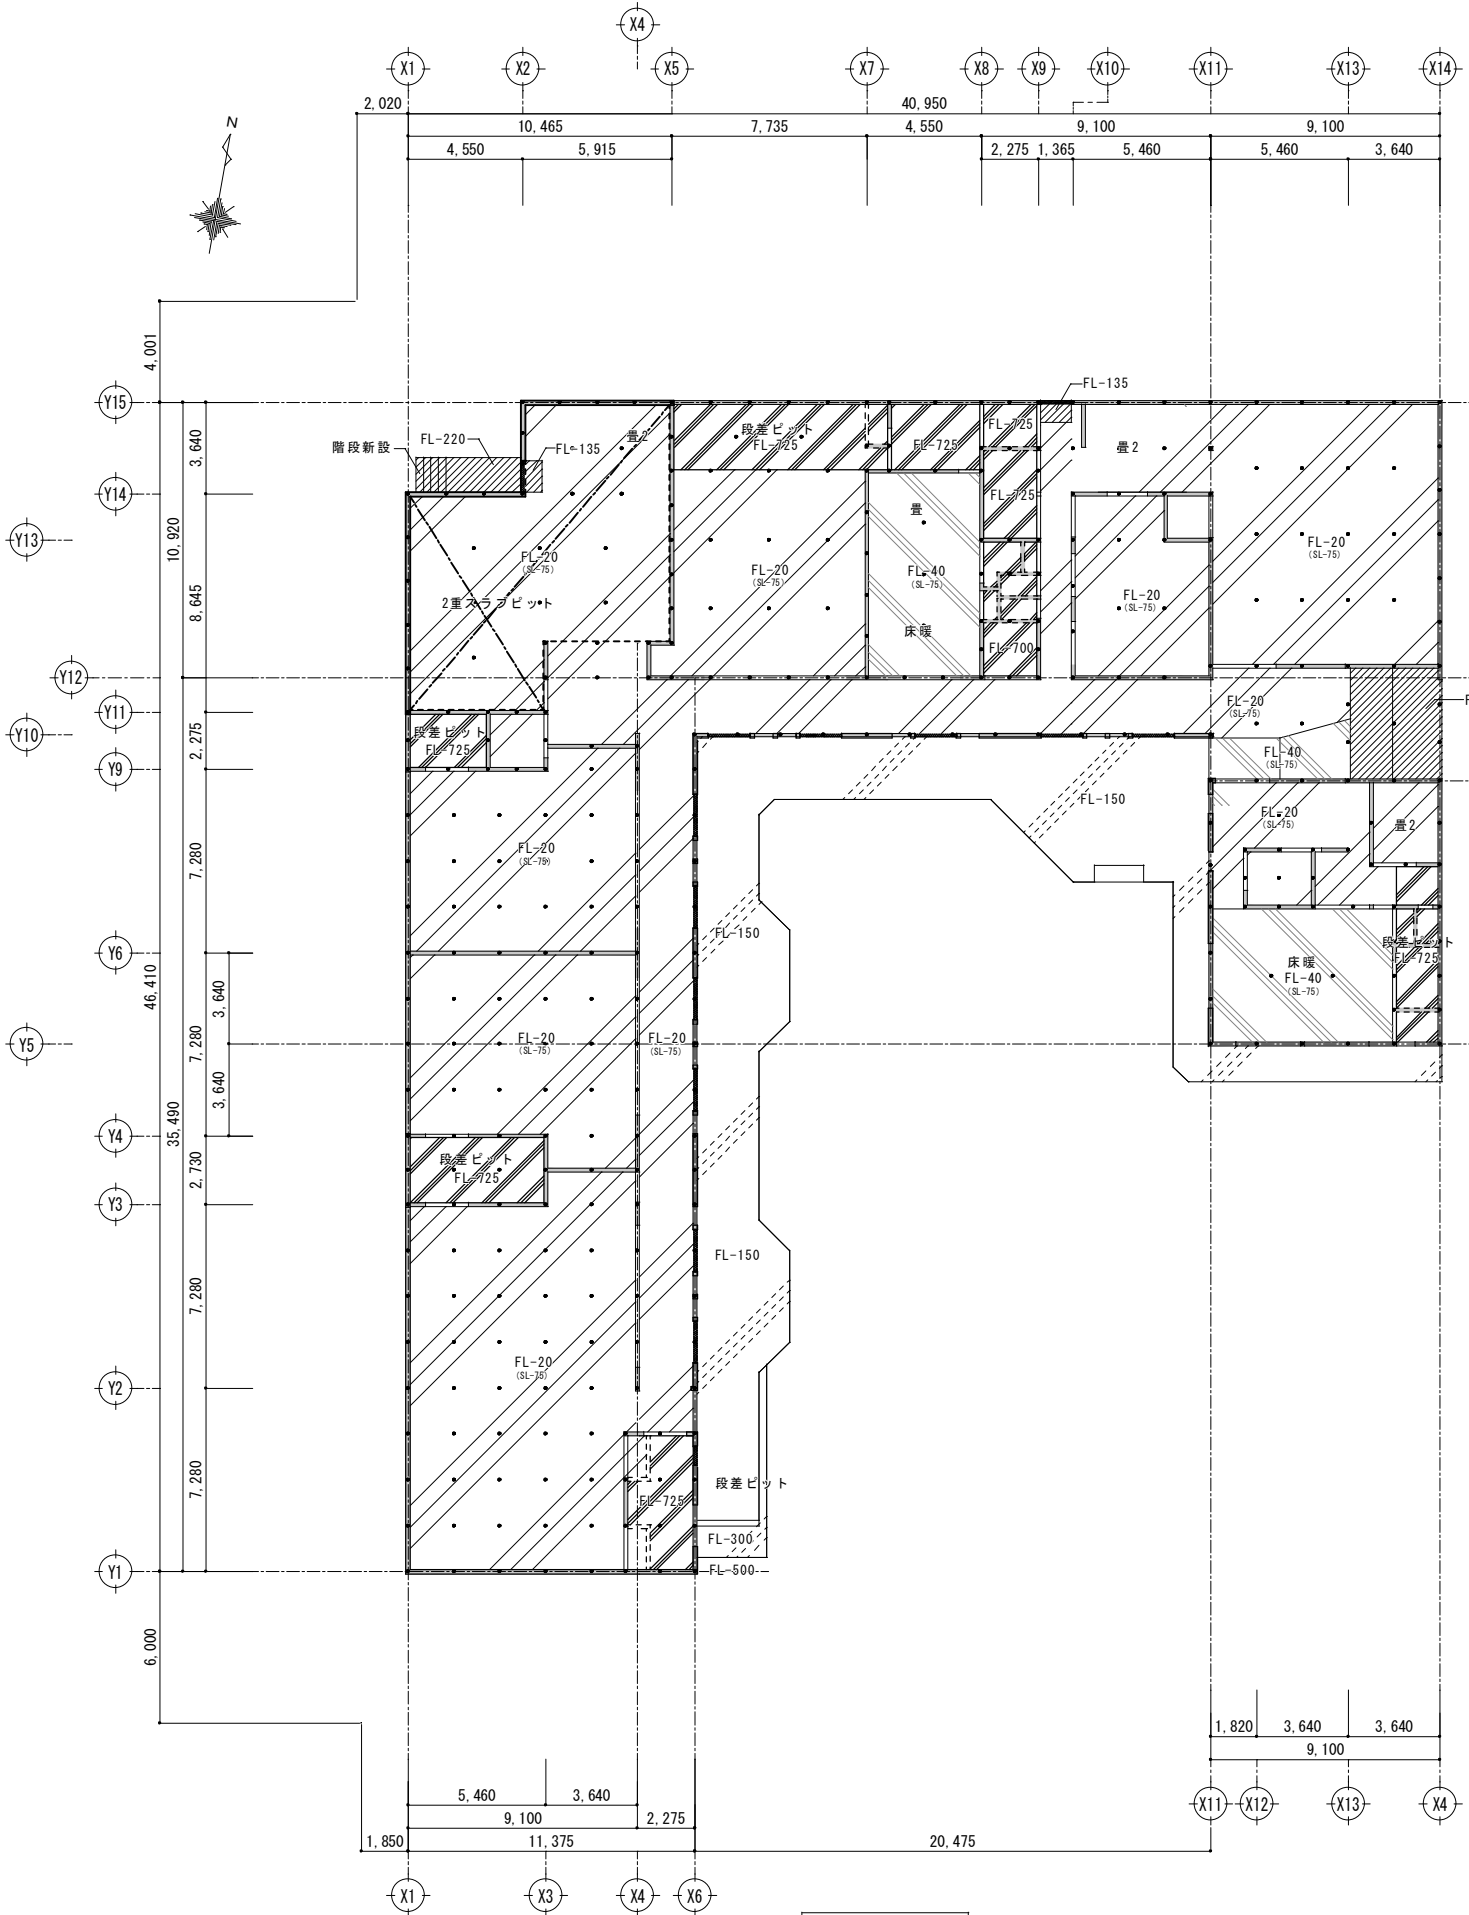 X4
X1 X2 X5 X7 X8 X9 X10 X11 X13 X14
2,020 40,950
10,465 7,735 4,550 9,100 9,100
4,550 5,915 2,275 1,365 5,460 5,460 3,640
N
4,001
Y15
FL-135
3,640
階段新設 FL-220 畳2 FL-135
段差ピット
FL-725 FL-725 FL-725
畳2
Y14
FL-725
畳
Y13
10,920
FL-20
(SL-75)
FL-20
(SL-75)
FL-40
(SL-75)
FL-20
(SL-75)
FL-20
(SL-75)
8,645
2重スラブピット
床暖
FL-700
Y12
Y11
FL-20
(SL-75)
F
Y10
段差ピット
FL-725
2,275
FL-40
(SL-75)
Y9
FL-150
FL-20
(SL-75)
畳2
7,280
FL-20
(SL-75)
FL-150
段差ピット
FL-725
Y6
床暖
FL-40
(SL-75)
46,410
3,640
Y5
7,280
FL-20
(SL-75)
FL-20
(SL-75)
3,640
35,490
Y4
段差ピット
FL-725
2,730
Y3
FL-150
7,280
FL-20
(SL-75)
Y2
7,280
段差ピット
FL-725
FL-300
Y1
FL-500
6,000
1,820 3,640 3,640
9,100
5,460 3,640
X11 X12 X13 X4
9,100 2,275
1,850 11,375 20,475
X1 X3 X4 X6